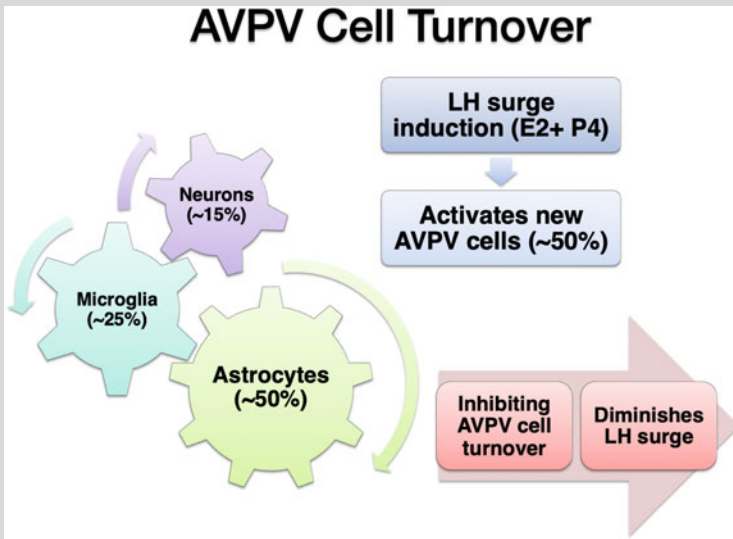 AVPV Cell Turnover
LH surge
induction (E2+ P4)
Activates new
AVPV cells (~50%)
Neurons
(~15%)
Microglia
(~25%)
Astrocytes
(~50%)
Inhibiting
AVPV cell
turnover
Diminishes
LH surge